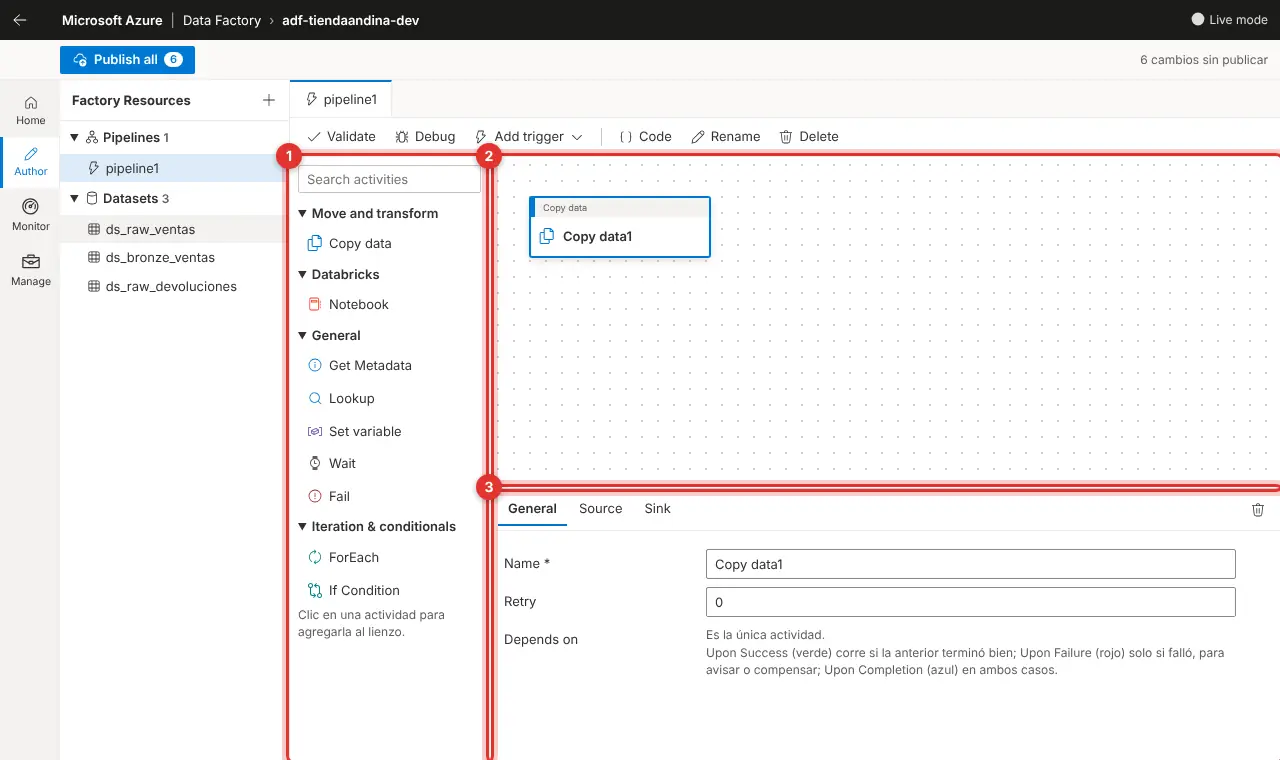 Microsoft Azure | Data Factory › adf-tiendaandina-dev
Live mode
Publish all 6
6 cambios sin publicar
Home
Author
Monitor
Manage
Factory Resources
Pipelines 1
pipeline1
Datasets 3
ds_raw_ventas
ds_bronze_ventas
ds_raw_devoluciones
pipeline1
Validate
Debug
Add trigger
Code
Rename
Delete
1
Search activities
Move and transform
Copy data
Databricks
Notebook
General
Get Metadata
Lookup
Set variable
Wait
Fail
Iteration & conditionals
ForEach
If Condition
Clic en una actividad para
agregarla al lienzo.
2
Copy data
Copy data1
3
General
Source
Sink
Name *
Copy data1
Retry
0
Depends on
Es la única actividad.
Upon Success (verde) corre si la anterior terminó bien; Upon Failure (rojo) solo si falló, para
avisar o compensar; Upon Completion (azul) en ambos casos.